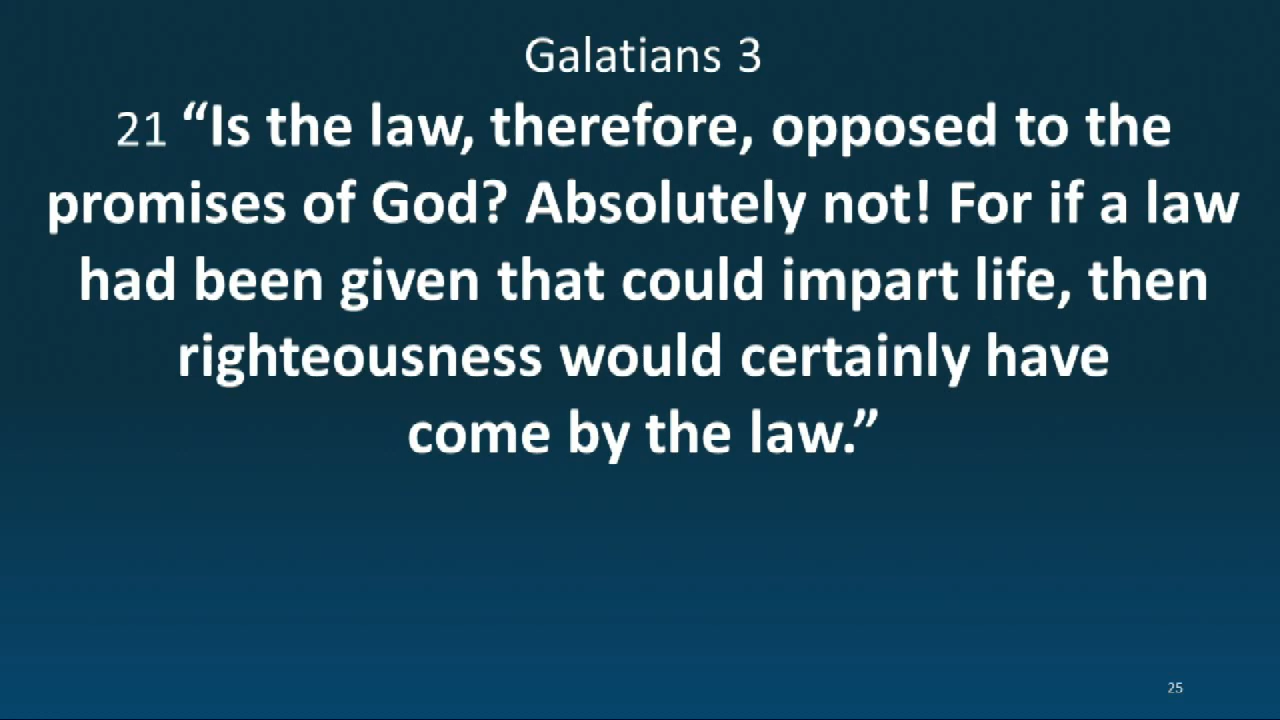 Galatians 3
21 “Is the law, therefore, opposed to the
promises of God? Absolutely not! For if a law
had been given that could impart life, then
righteousness would certainly have
come by the law.”
25